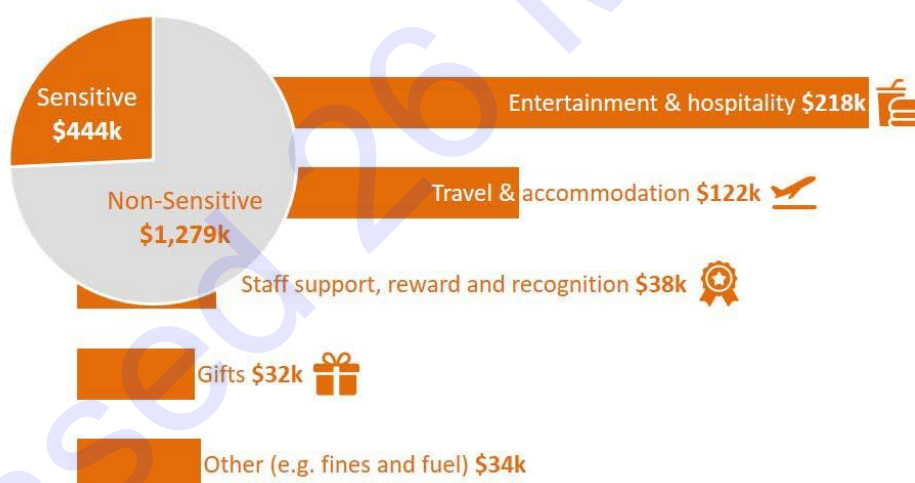 Sensitive
$444k
Non-Sensitive
$1,279k
Entertainment & hospitality $218k
Travel & accommodation $122k
Staff support, reward and recognition $38k
Gifts $32k
Other (e.g. fines and fuel) $34k